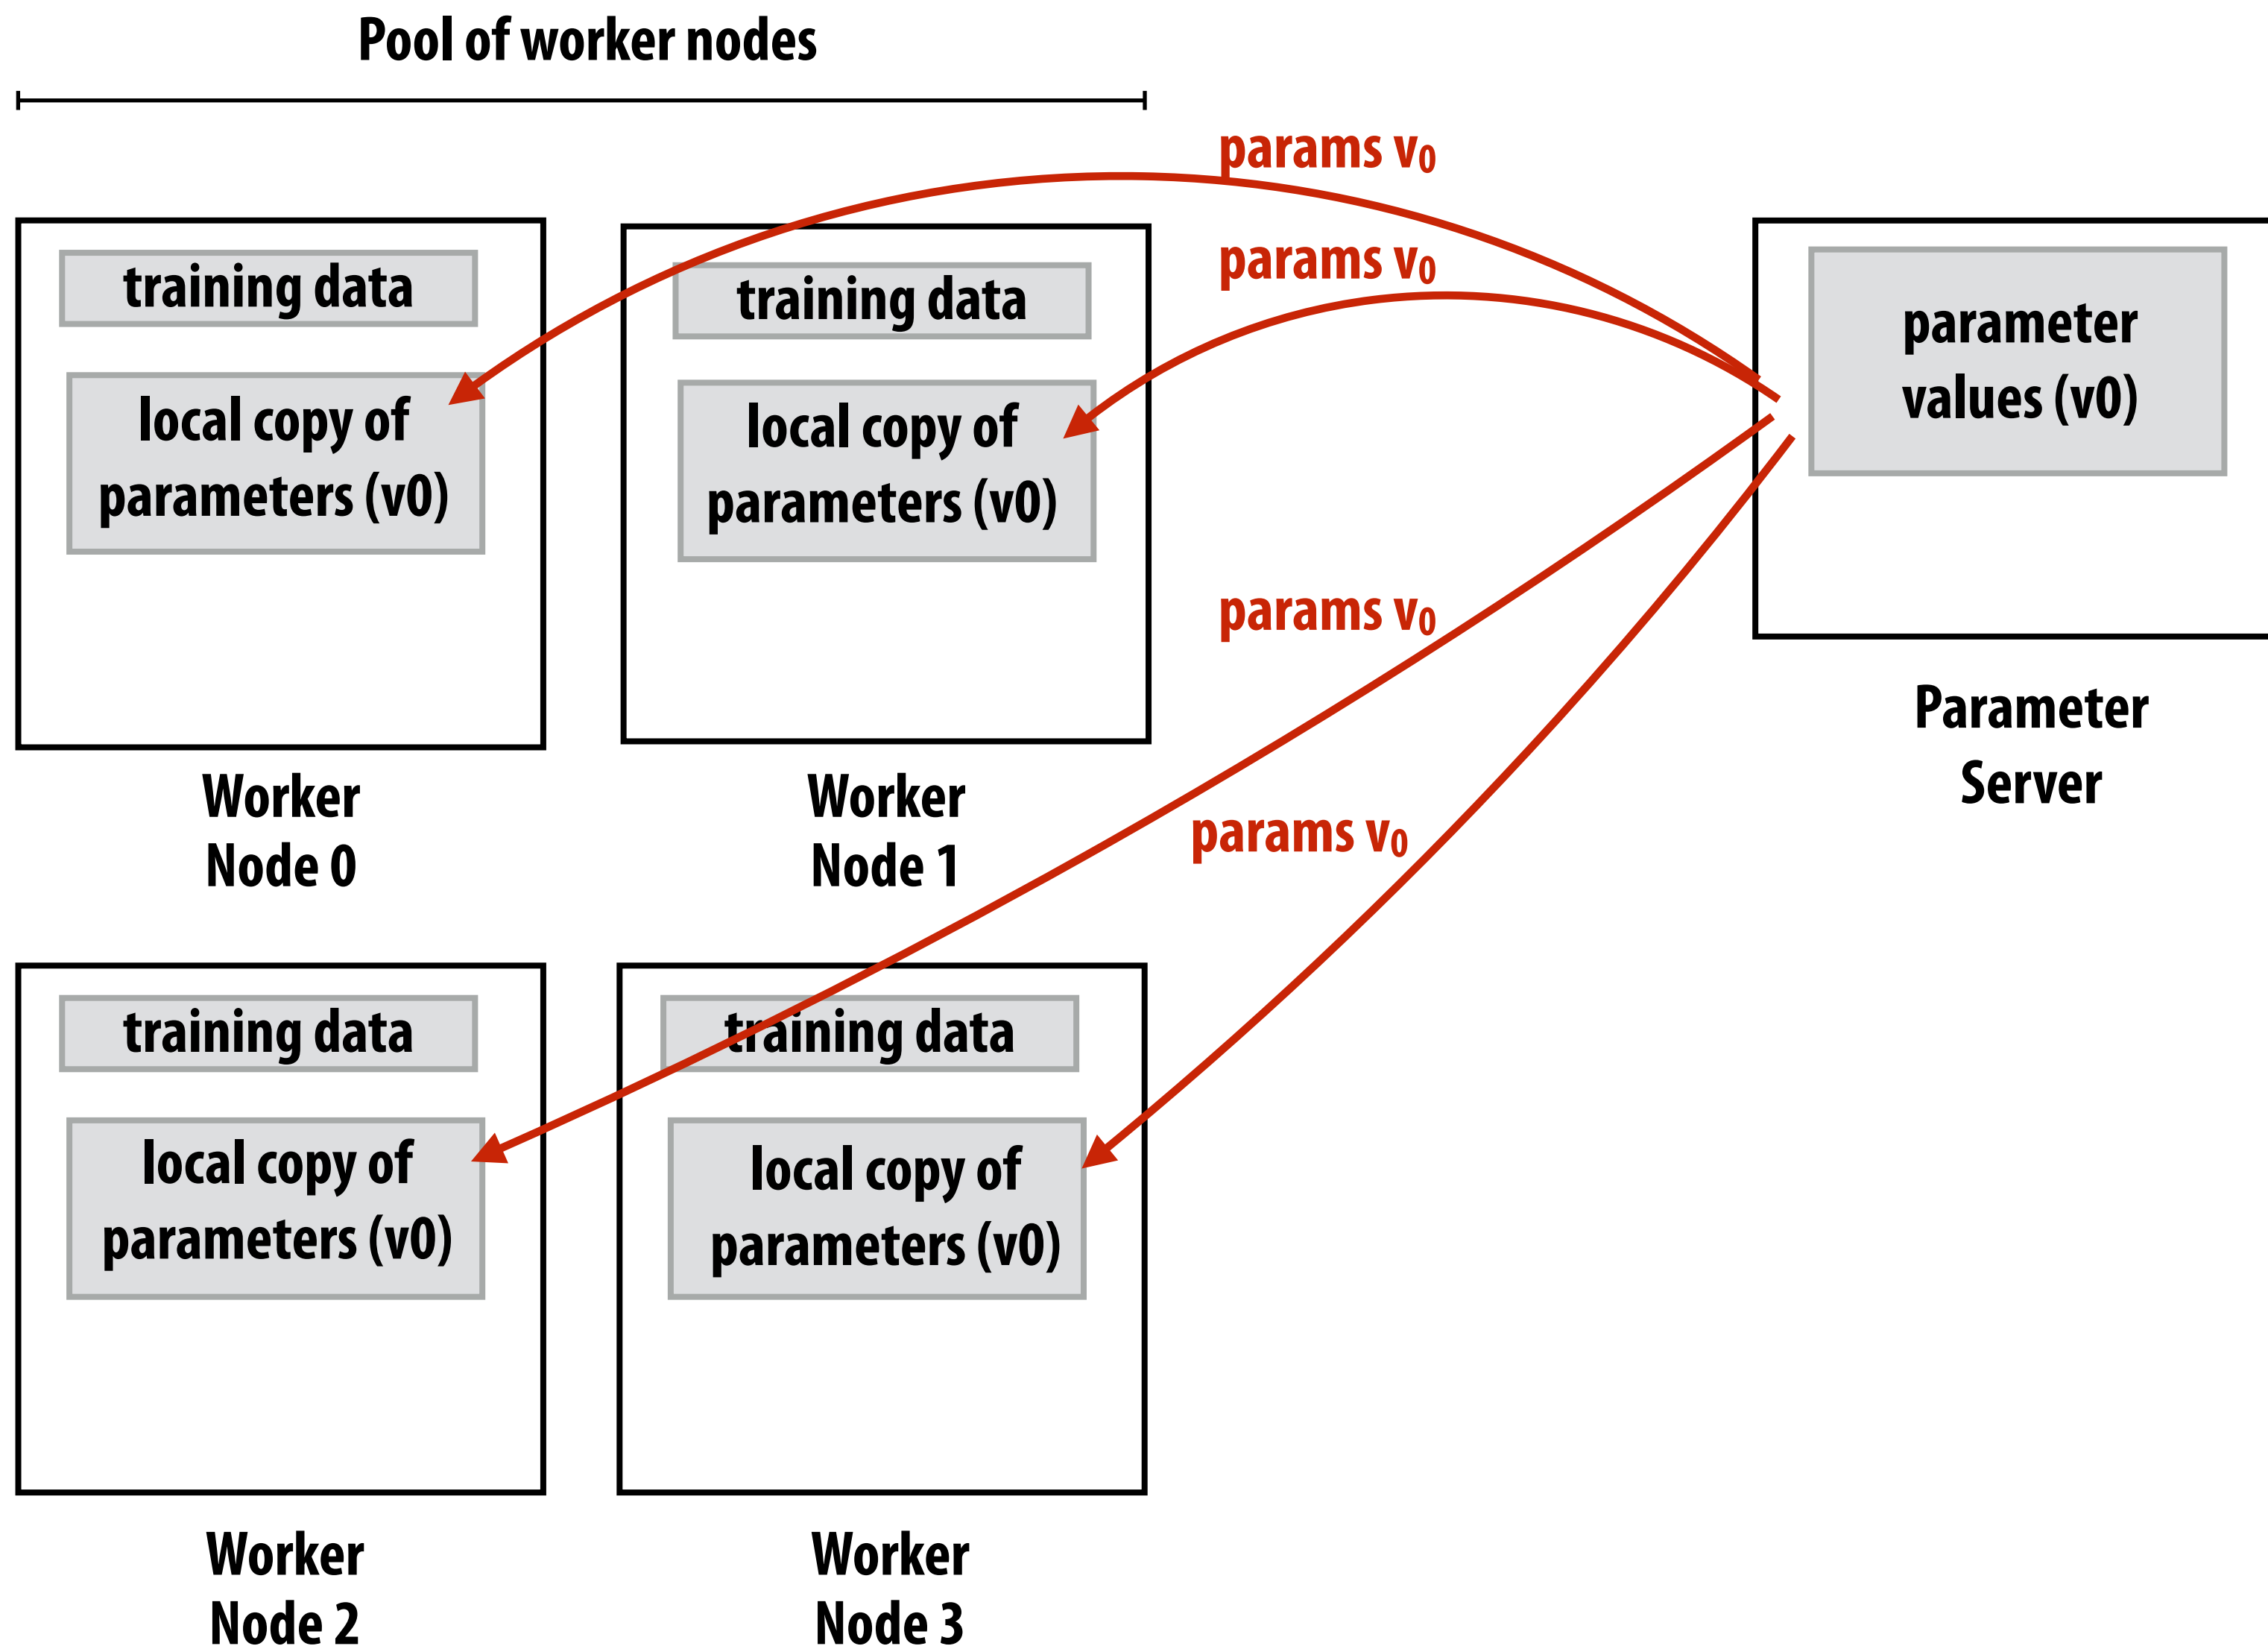 Pool of worker nodes
params v₀
params v₀
training data
local copy of
parameters (v0)
Worker
Node 0
training data
local copy of
parameters (v0)
Worker
Node 1
parameter
values (v0)
Parameter
Server
params v₀
params v₀
training data
local copy of
parameters (v0)
Worker
Node 2
training data
local copy of
parameters (v0)
Worker
Node 3